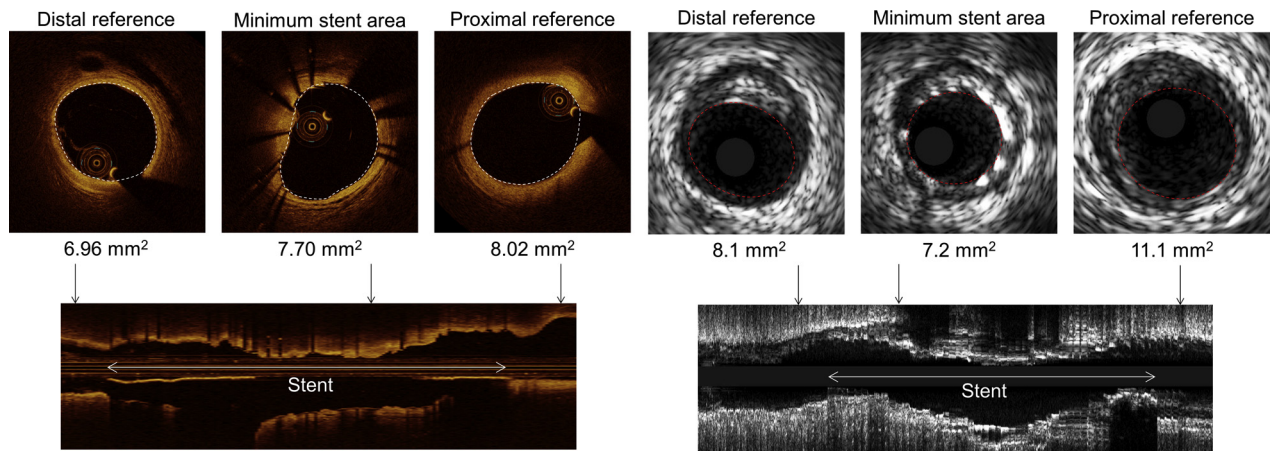 Distal reference
Minimum stent area
Proximal reference
6.96 mm²
7.70 mm²
8.02 mm²
Stent
Distal reference
Minimum stent area
Proximal reference
8.1 mm²
7.2 mm²
11.1 mm²
Stent